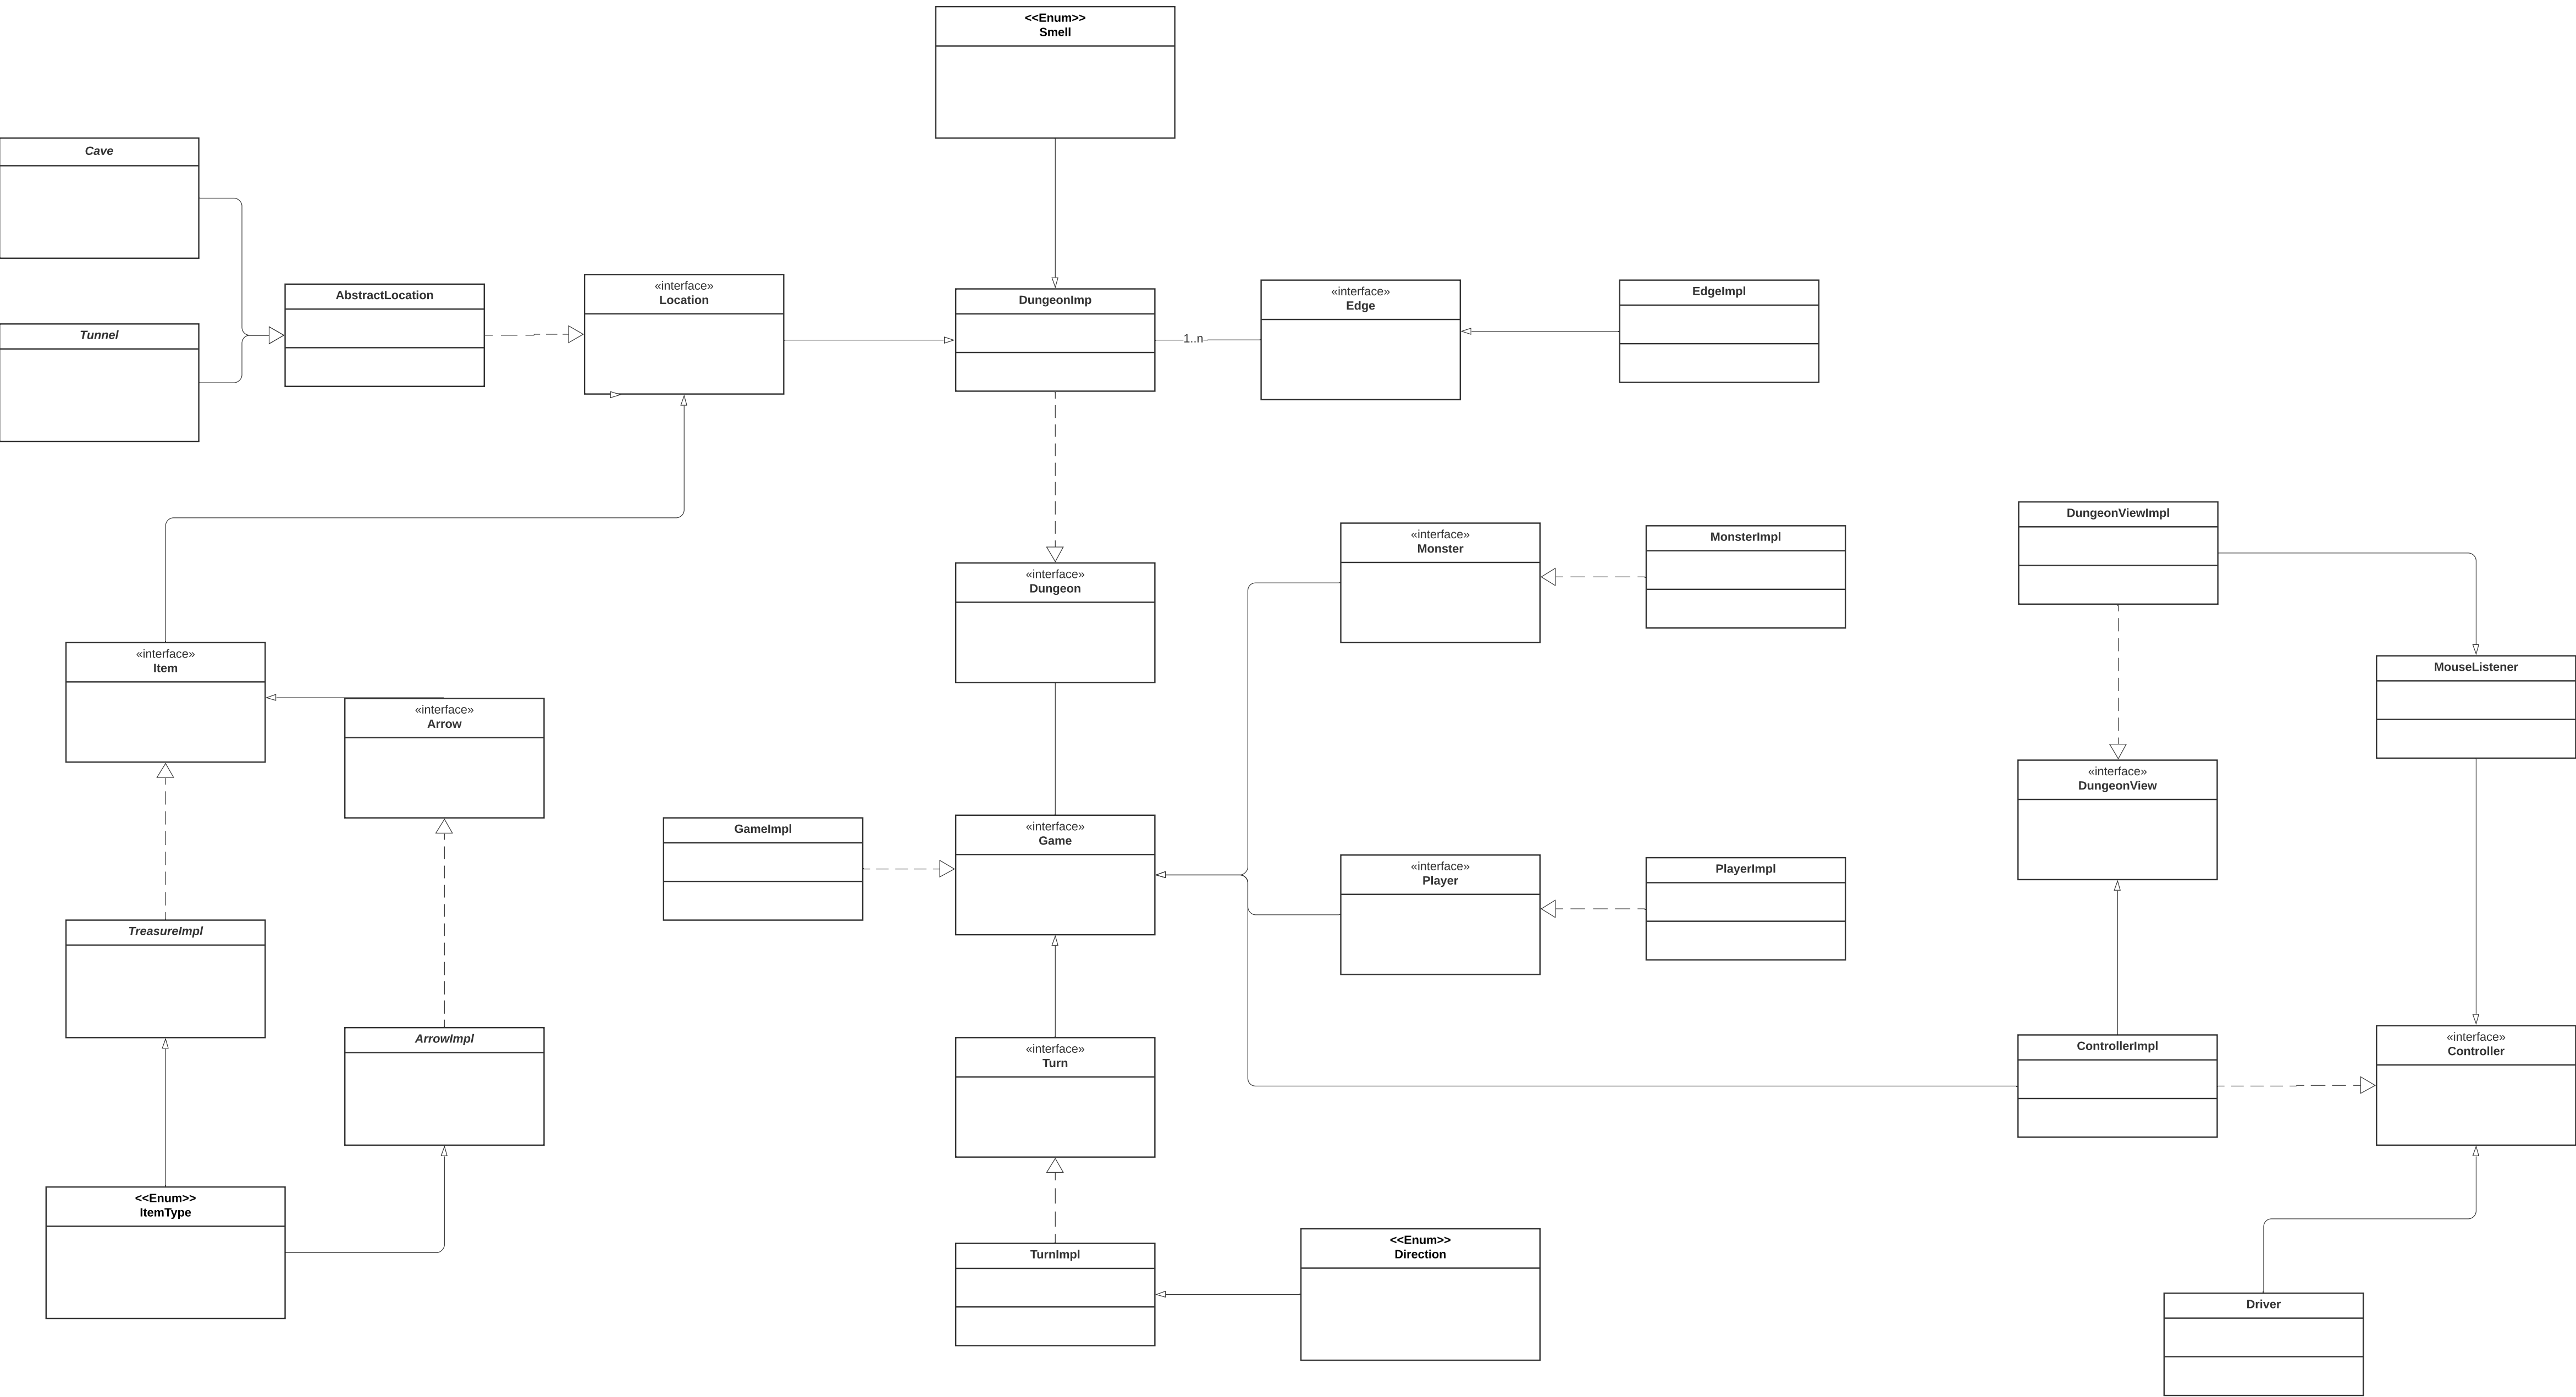 <<Enum>>
Smell
Cave
Tunnel
AbstractLocation
«interface»
Location
DungeonImp
1..n
«interface»
Edge
EdgeImpl
«interface»
Monster
MonsterImpl
DungeonViewImpl
«interface»
Dungeon
«interface»
Item
MouseListener
«interface»
Arrow
«interface»
DungeonView
GameImpl
«interface»
Game
«interface»
Player
PlayerImpl
TreasureImpl
ArrowImpl
«interface»
Turn
ControllerImpl
«interface»
Controller
<<Enum>>
ItemType
TurnImpl
<<Enum>>
Direction
Driver